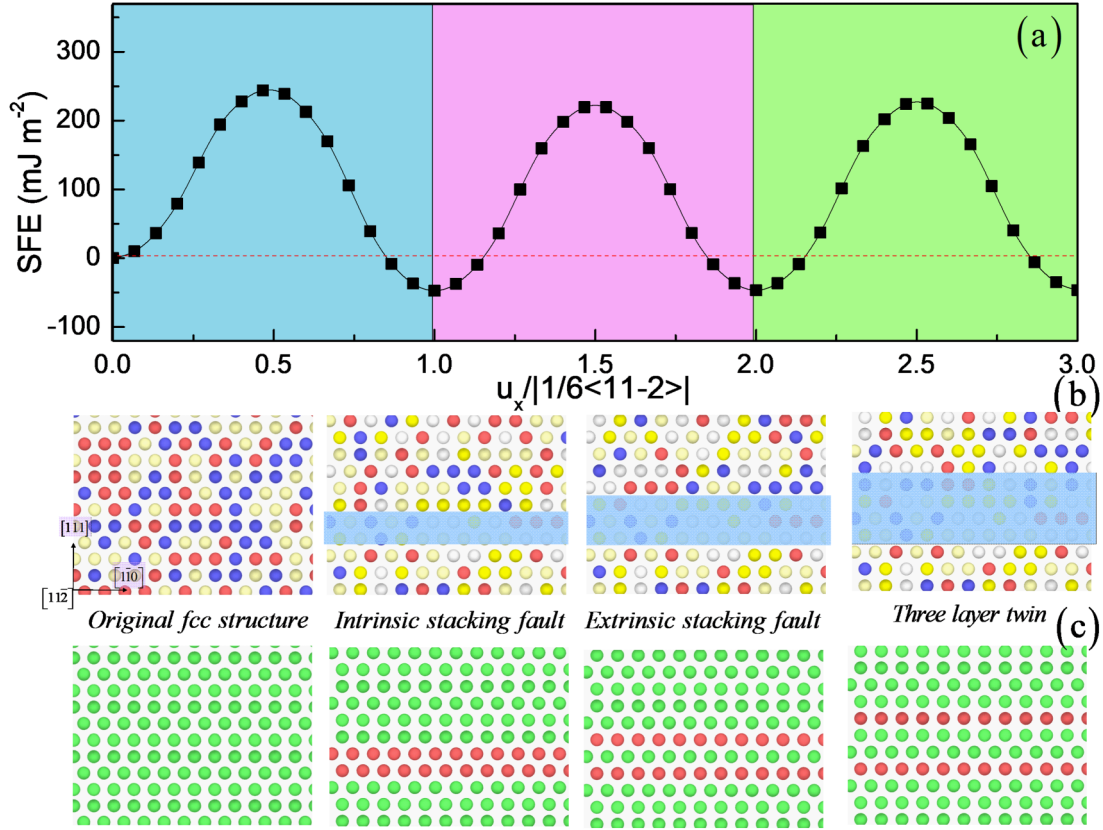 (a)
SFE (mJ m⁻²)
300
200
100
0
-100
0.0 0.5 1.0 1.5 2.0 2.5 3.0
uₓ/|1/6<11-2>|
(b)
[111]
[11̄0]
[112̄]
Original fcc structure Intrinsic stacking fault Extrinsic stacking fault Three layer twin
(c)